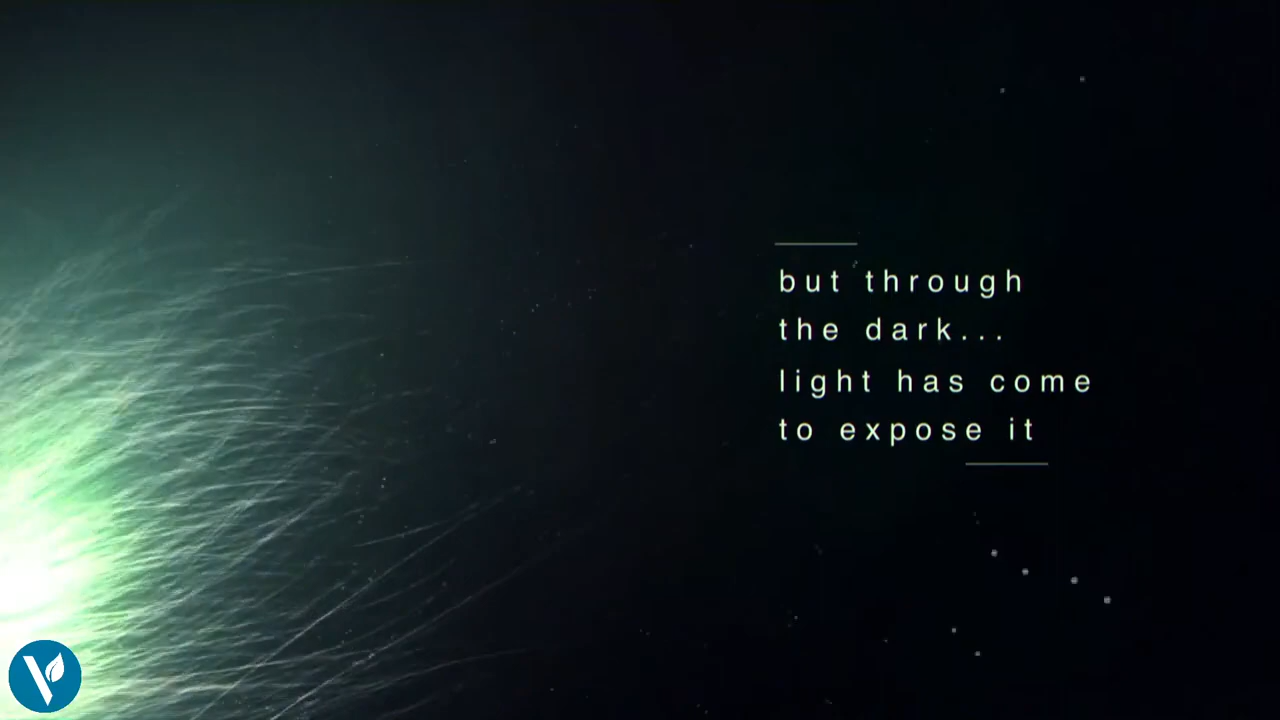 but through
the dark...
light has come
to expose it